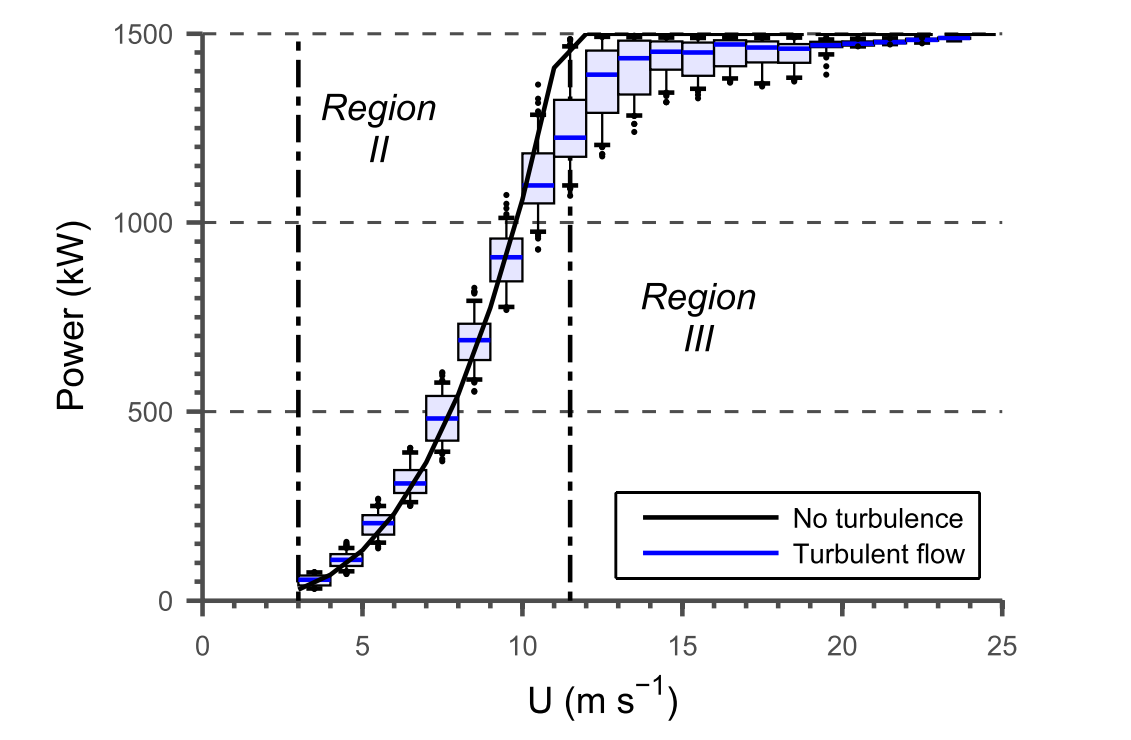 1500
Region
II
1000
Power (kW)
Region
III
500
No turbulence
Turbulent flow
0
0 5 10 15 20 25
U (m s⁻¹)